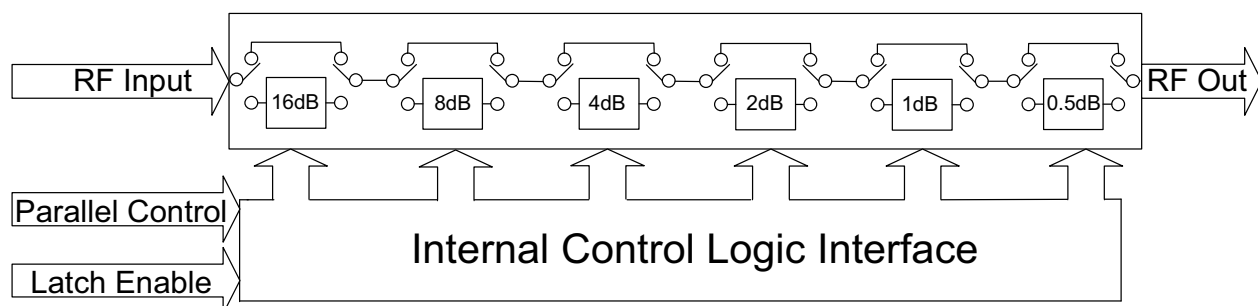 RF Input
16dB
8dB
4dB
2dB
1dB
0.5dB
RF Out
Parallel Control
Internal Control Logic Interface
Latch Enable